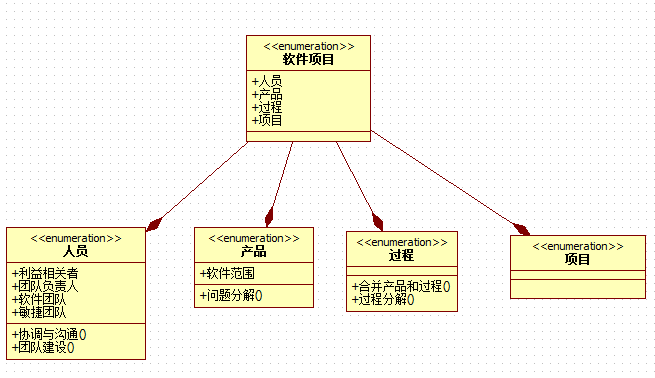 <<enumeration>>
软件项目
+人员
+产品
+过程
+项目
<<enumeration>>
人员
+利益相关者
+团队负责人
+软件团队
+敏捷团队
+协调与沟通()
+团队建设()
<<enumeration>>
产品
+软件范围
+问题分解()
<<enumeration>>
过程
+合并产品和过程()
+过程分解()
<<enumeration>>
项目